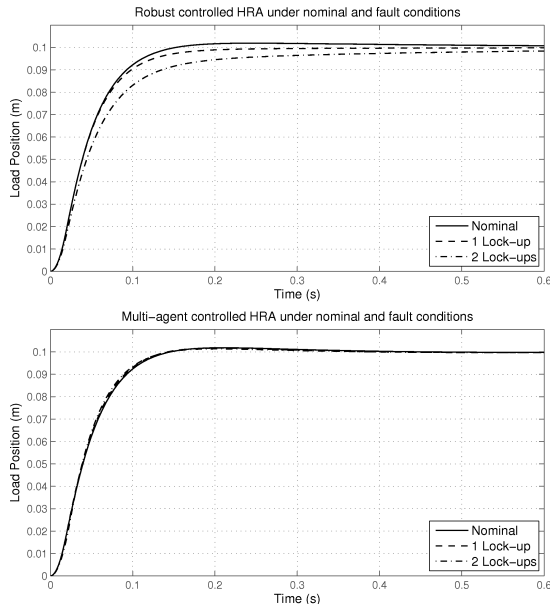 Robust controlled HRA under nominal and fault conditions
0.1
0.09
0.08
0.07
0.06
0.05
0.04
0.03
0.02
0.01
0
Load Position (m)
Nominal
1 Lock−up
2 Lock−ups
0 0.1 0.2 0.3 0.4 0.5 0.6
Time (s)
Multi−agent controlled HRA under nominal and fault conditions
0.1
0.09
0.08
0.07
0.06
0.05
0.04
0.03
0.02
0.01
0
Load Position (m)
Nominal
1 Lock−up
2 Lock−ups
0 0.1 0.2 0.3 0.4 0.5 0.6
Time (s)